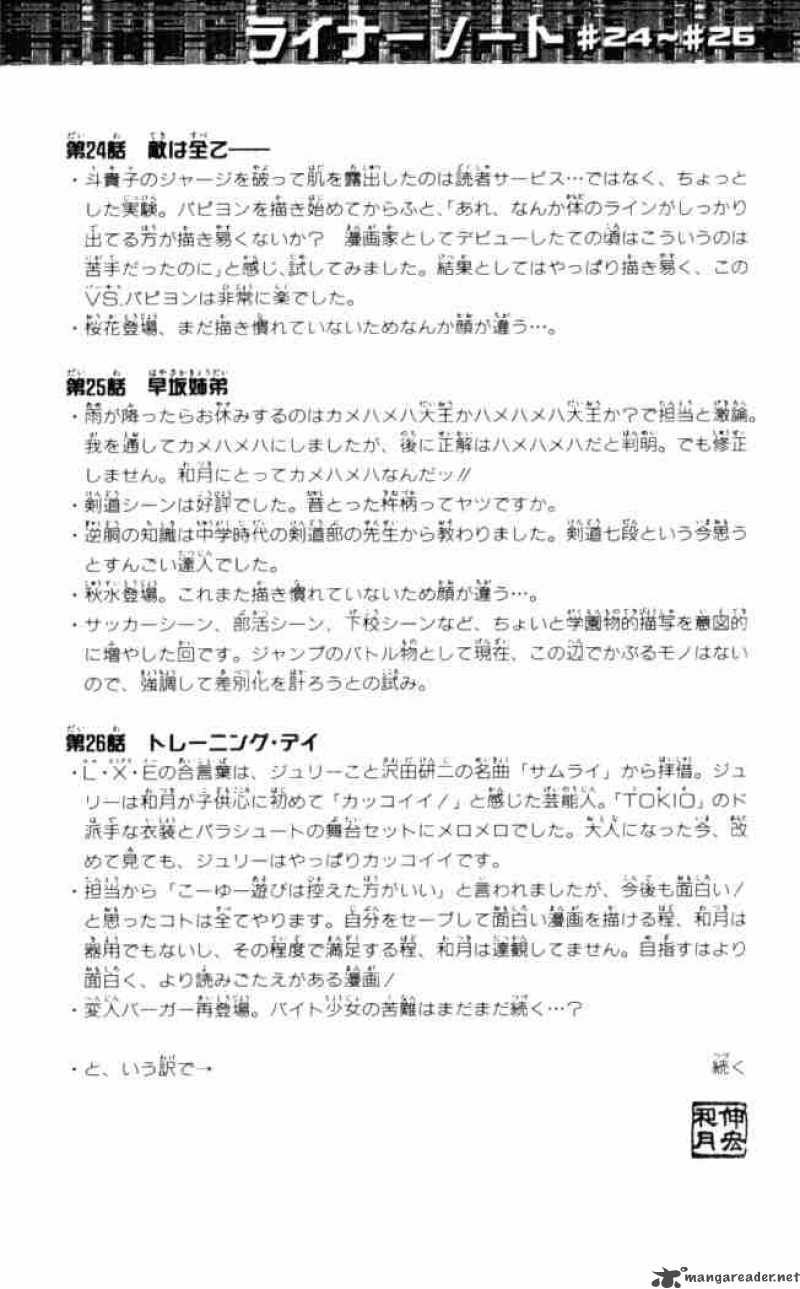 ライナーノート #24～#26
第24話 敵は全て——
・斗貴子のジャージを破って肌を露出したのは読者サービス…ではなく、ちょっと
した実験。パピヨンを描き始めてからふと、「あれ、なんか体のラインがしっかり
出てる方が描き易くないか？ 漫画家としてデビューしたての頃はこういうのは
苦手だったのに」と感じ、試してみました。結果としてはやっぱり描き易く、この
VS.パピヨンは非常に楽でした。
・桜花登場、まだ描き慣れていないためなんか顔が違う…。
第25話 早坂姉弟
・雨が降ったらお休みするのはカメハメハ大王かハメハメハ大王か？で担当と激論。
我を通してカメハメハにしましたが、後に正解はハメハメハだと判明。でも修正
しません。和月にとってカメハメハなんだッ!!
・剣道シーンは好評でした。昔とった杵柄ってヤツですか。
・逆胴の知識は中学時代の剣道部の先生から教わりました。剣道七段という今思う
とすんごい達人でした。
・秋水登場。これまた描き慣れていないため顔が違う…。
・サッカーシーン、部活シーン、下校シーンなど、ちょいと学園物的描写を意図的
に増やした回です。ジャンプのバトル物として現在、この辺でかぶるモノはない
ので、強調して差別化を計ろうとの試み。
第26話 トレーニング・デイ
・L・X・Eの合言葉は、ジュリーこと沢田研二の名曲「サムライ」から拝借。ジュ
リーは和月が子供心に初めて「カッコイイ！」と感じた芸能人。「TOKIO」のド
派手な衣装とパラシュートの舞台セットにメロメロでした。大人になった今、改
めて見ても、ジュリーはやっぱりカッコイイです。
・担当から「こーゆー遊びは控えた方がいい」と言われましたが、今後も面白い！
と思ったコトは全てやります。自分をセーブして面白い漫画を描ける程、和月は
器用でもないし、その程度で満足する程、和月は達観してません。目指すはより
面白く、より読みごたえがある漫画！
・変人バーガー再登場。バイト少女の苦難はまだまだ続く…？
・と、いう訳で→ 続く
伸宏
和月
mangareader.net